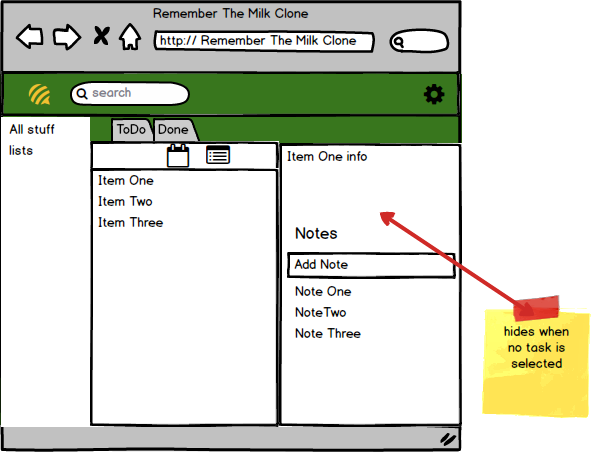 Remember The Milk Clone
http:// Remember The Milk Clone
search
All stuff
lists
ToDo
Done
Item One
Item Two
Item Three
Item One info
Notes
Add Note
Note One
NoteTwo
Note Three
hides when
no task is
selected